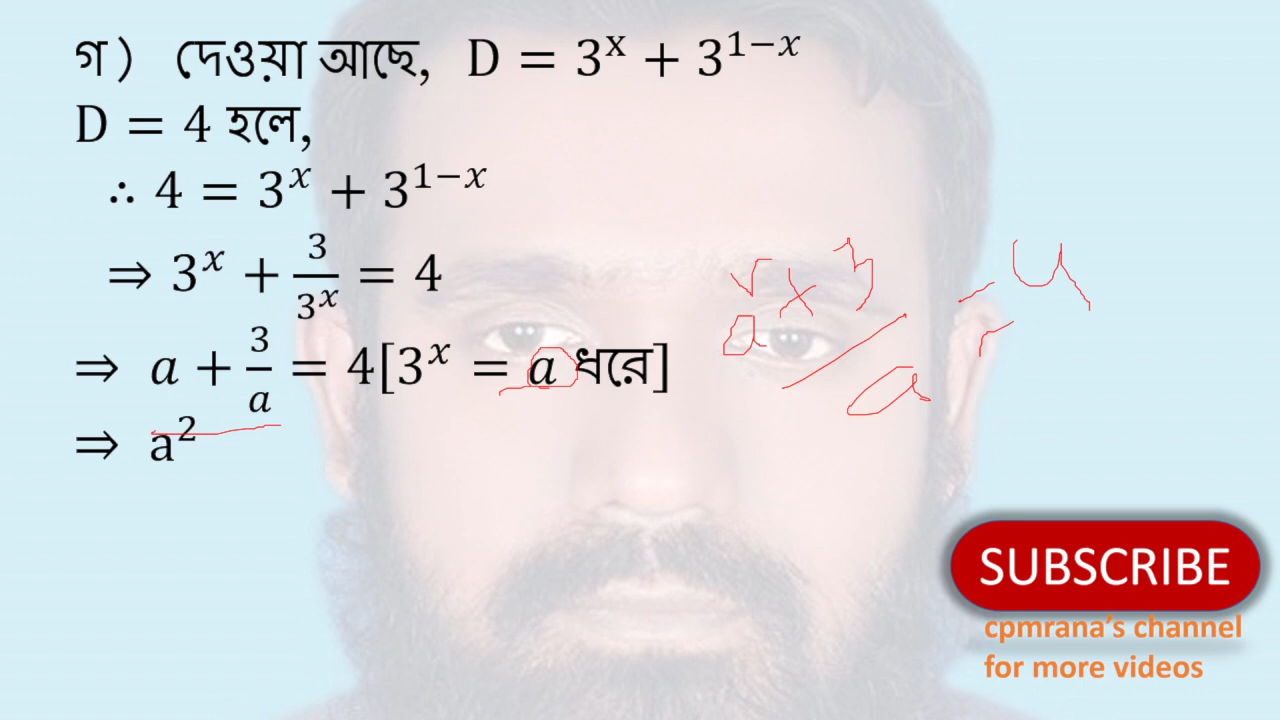 গ) দেওয়া আছে, D = 3ˣ + 3¹⁻ˣ
D = 4 হলে,
∴ 4 = 3ˣ + 3¹⁻ˣ
⇒ 3ˣ + 3/3ˣ = 4
⇒ a + 3/a = 4[3ˣ = a ধরে]
⇒ a²
SUBSCRIBE
cpmrana's channel
for more videos